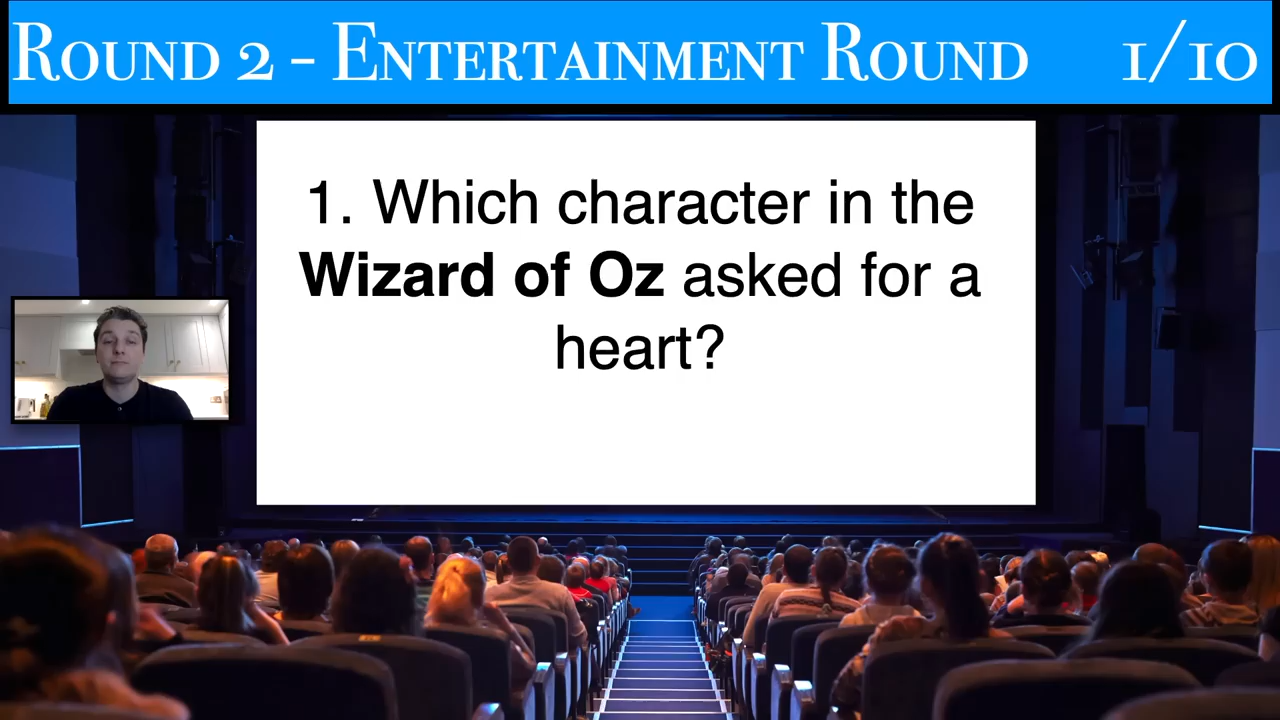 Round 2 - Entertainment Round 1/10
1. Which character in the
Wizard of Oz asked for a
heart?